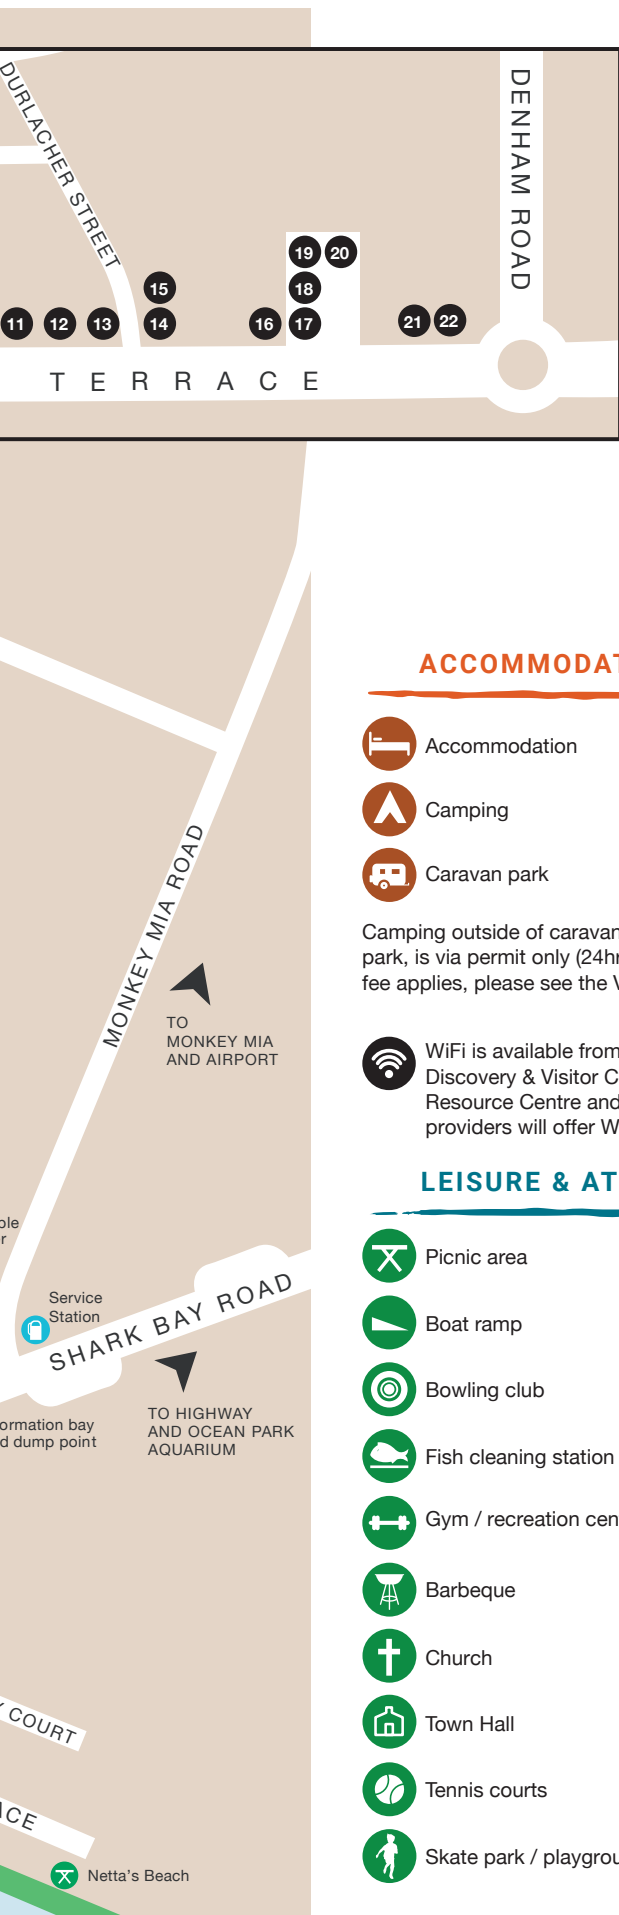 DURLACHER STREET
DENHAM ROAD
19 20
15 18
11 12 13 14 16 17 21 22
TERRACE
MONKEY MIA ROAD
TO
MONKEY MIA
AND AIRPORT
Service
Station
SHARK BAY ROAD
TO HIGHWAY
AND OCEAN PARK
AQUARIUM
ormation bay
d dump point
COURT
ACE
Netta's Beach
ACCOMMODAT
Accommodation
Camping
Caravan park
Camping outside of caravan
park, is via permit only (24hr
fee applies, please see the V
WiFi is available from
Discovery & Visitor C
Resource Centre and
providers will offer W
LEISURE & AT
Picnic area
Boat ramp
Bowling club
Fish cleaning station
Gym / recreation cen
Barbeque
Church
Town Hall
Tennis courts
Skate park / playgrou